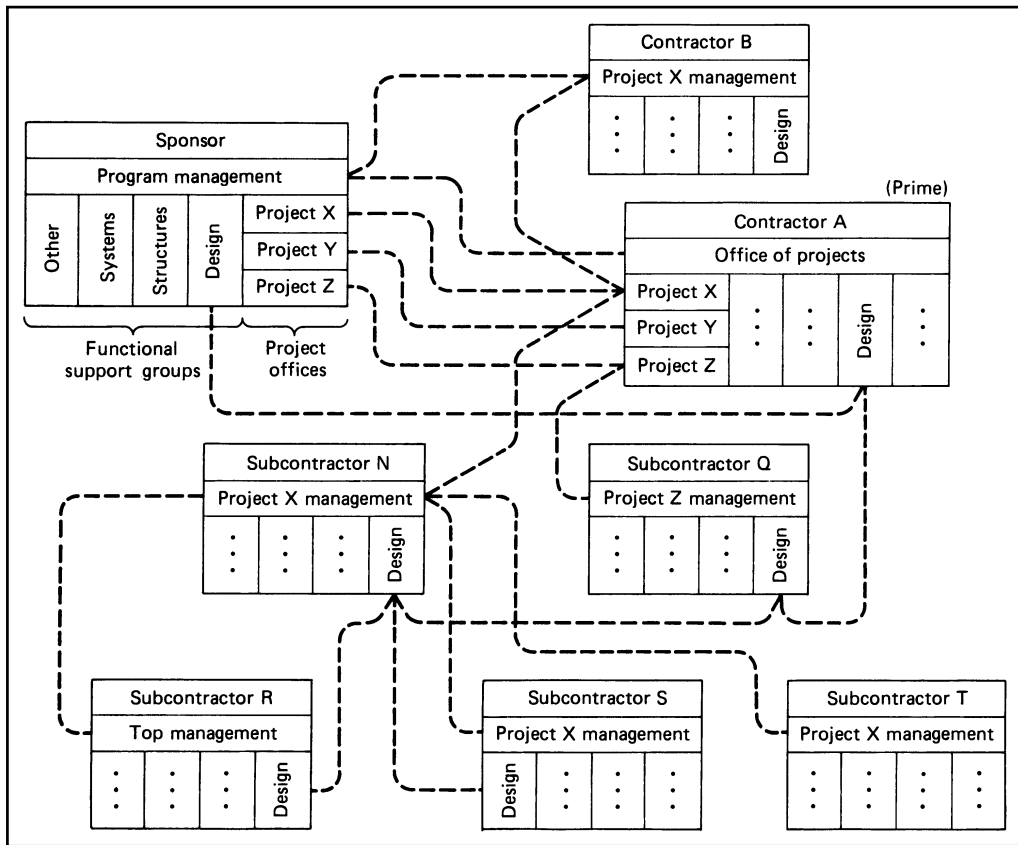 Contractor B
Project X management
Design
Sponsor
Program management
Other
Systems
Structures
Design
Project X
Project Y
Project Z
Functional
support groups
Project
offices
(Prime)
Contractor A
Office of projects
Project X
Project Y
Project Z
Design
Subcontractor N
Project X management
Design
Subcontractor Q
Project Z management
Design
Subcontractor R
Top management
Design
Subcontractor S
Project X management
Design
Subcontractor T
Project X management